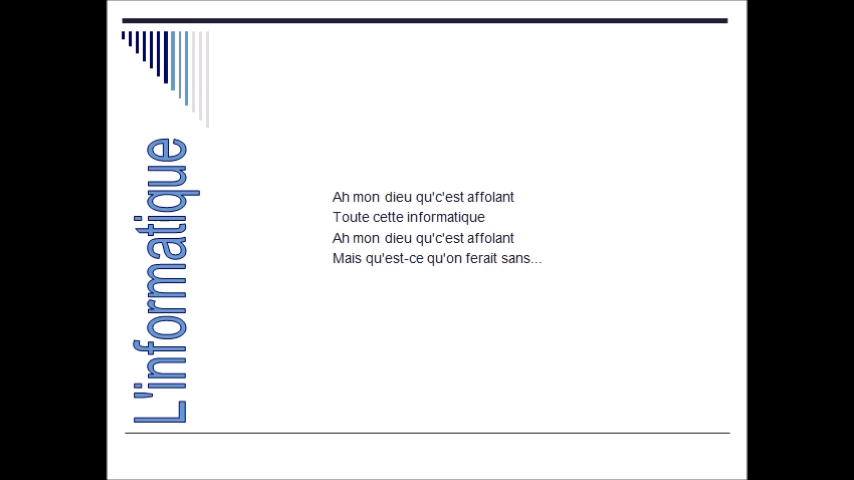 L'informatique
Ah mon dieu qu'c'est affolant
Toute cette informatique
Ah mon dieu qu'c'est affolant
Mais qu'est-ce qu'on ferait sans...